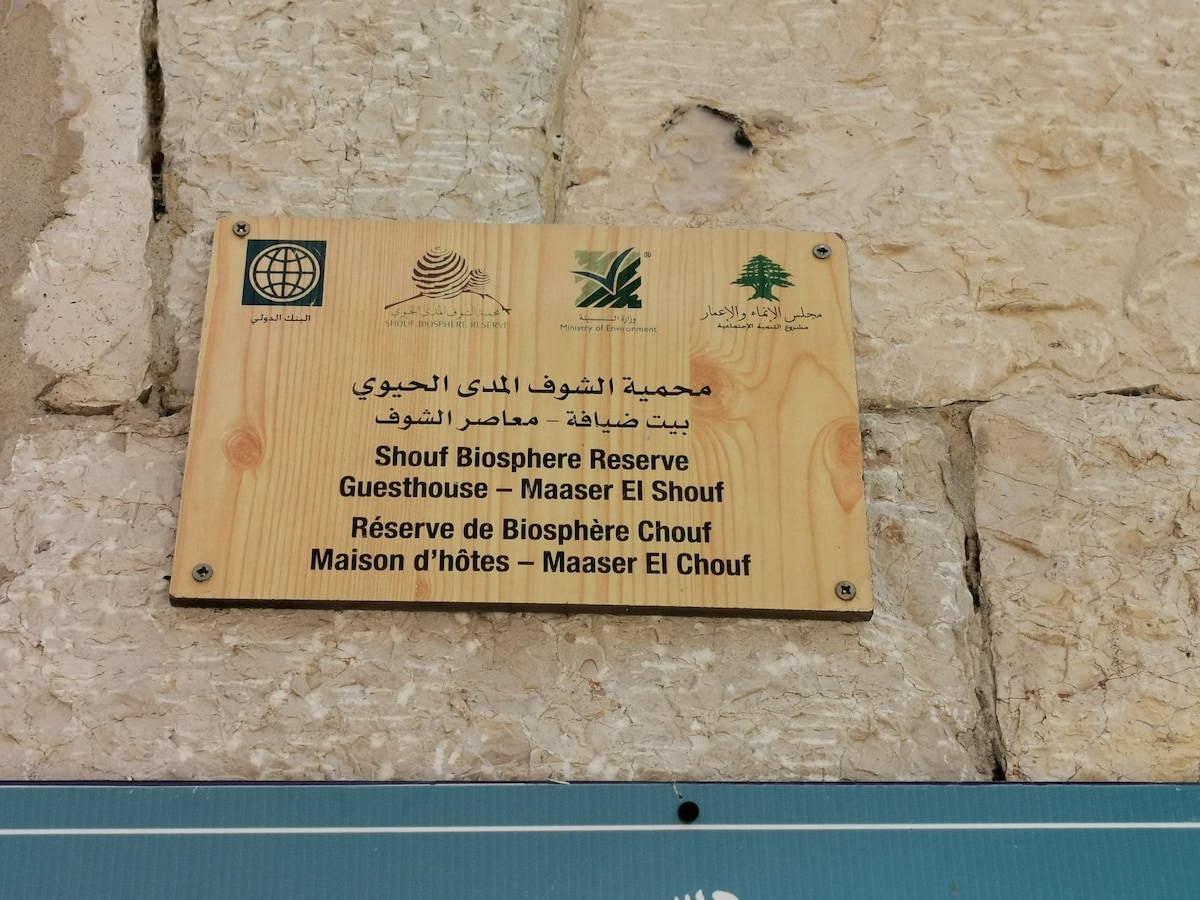 البنك الدولي
محمية الشوف المدى الحيوي
SHOUF BIOSPHERE RESERVE
®
وزارة البيئة
Ministry of Environment
مجلس الإنماء والإعمار
مشروع التنمية الإجتماعية
محمية الشوف المدى الحيوي
بيت ضيافة – معاصر الشوف
Shouf Biosphere Reserve
Guesthouse – Maaser El Shouf
Réserve de Biosphère Chouf
Maison d’hôtes – Maaser El Chouf